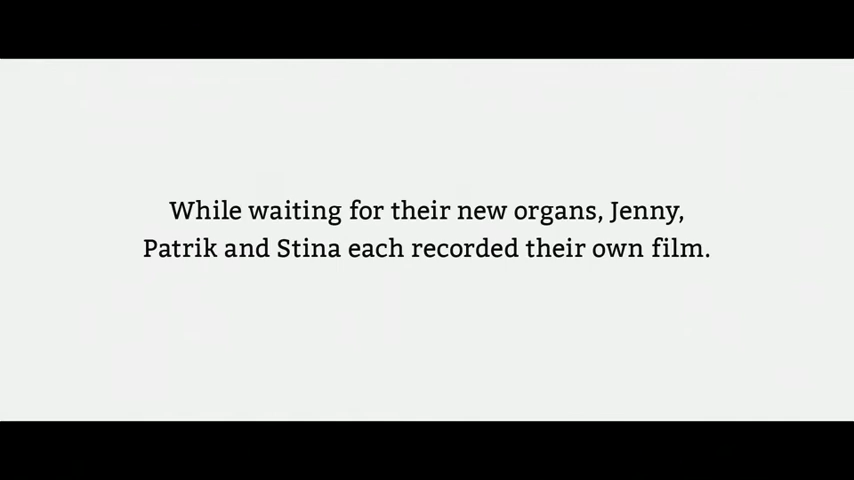 While waiting for their new organs, Jenny,
Patrik and Stina each recorded their own film.